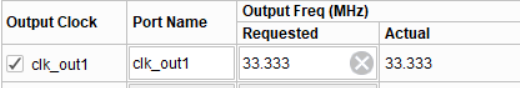 Output Clock Port Name Output Freq (MHz)
Requested Actual
clk_out1 clk_out1 33.333 33.333